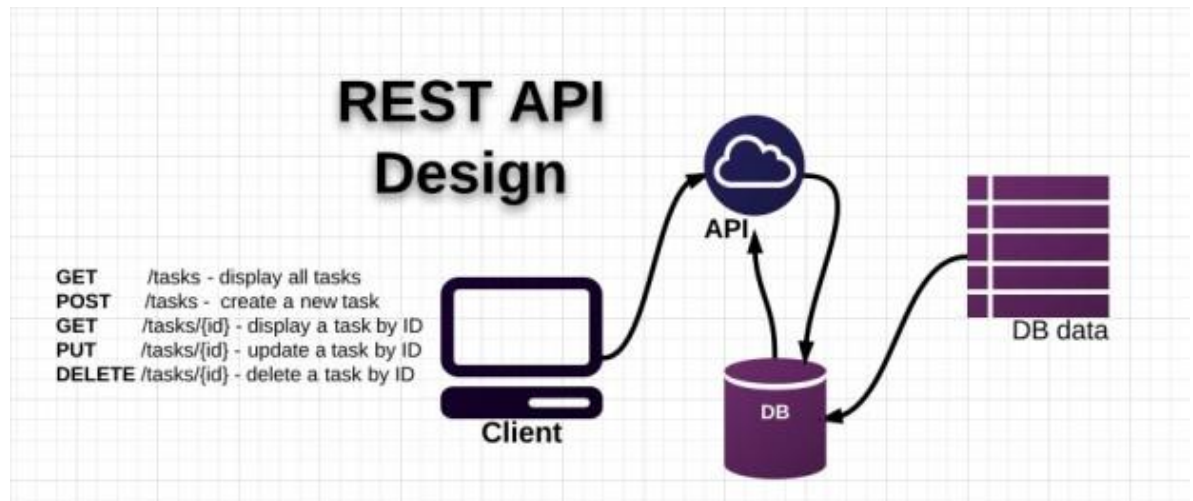 REST API
Design
API
GET /tasks - display all tasks
POST /tasks - create a new task
GET /tasks/{id} - display a task by ID
PUT /tasks/{id} - update a task by ID
DELETE /tasks/{id} - delete a task by ID
Client
DB
DB data